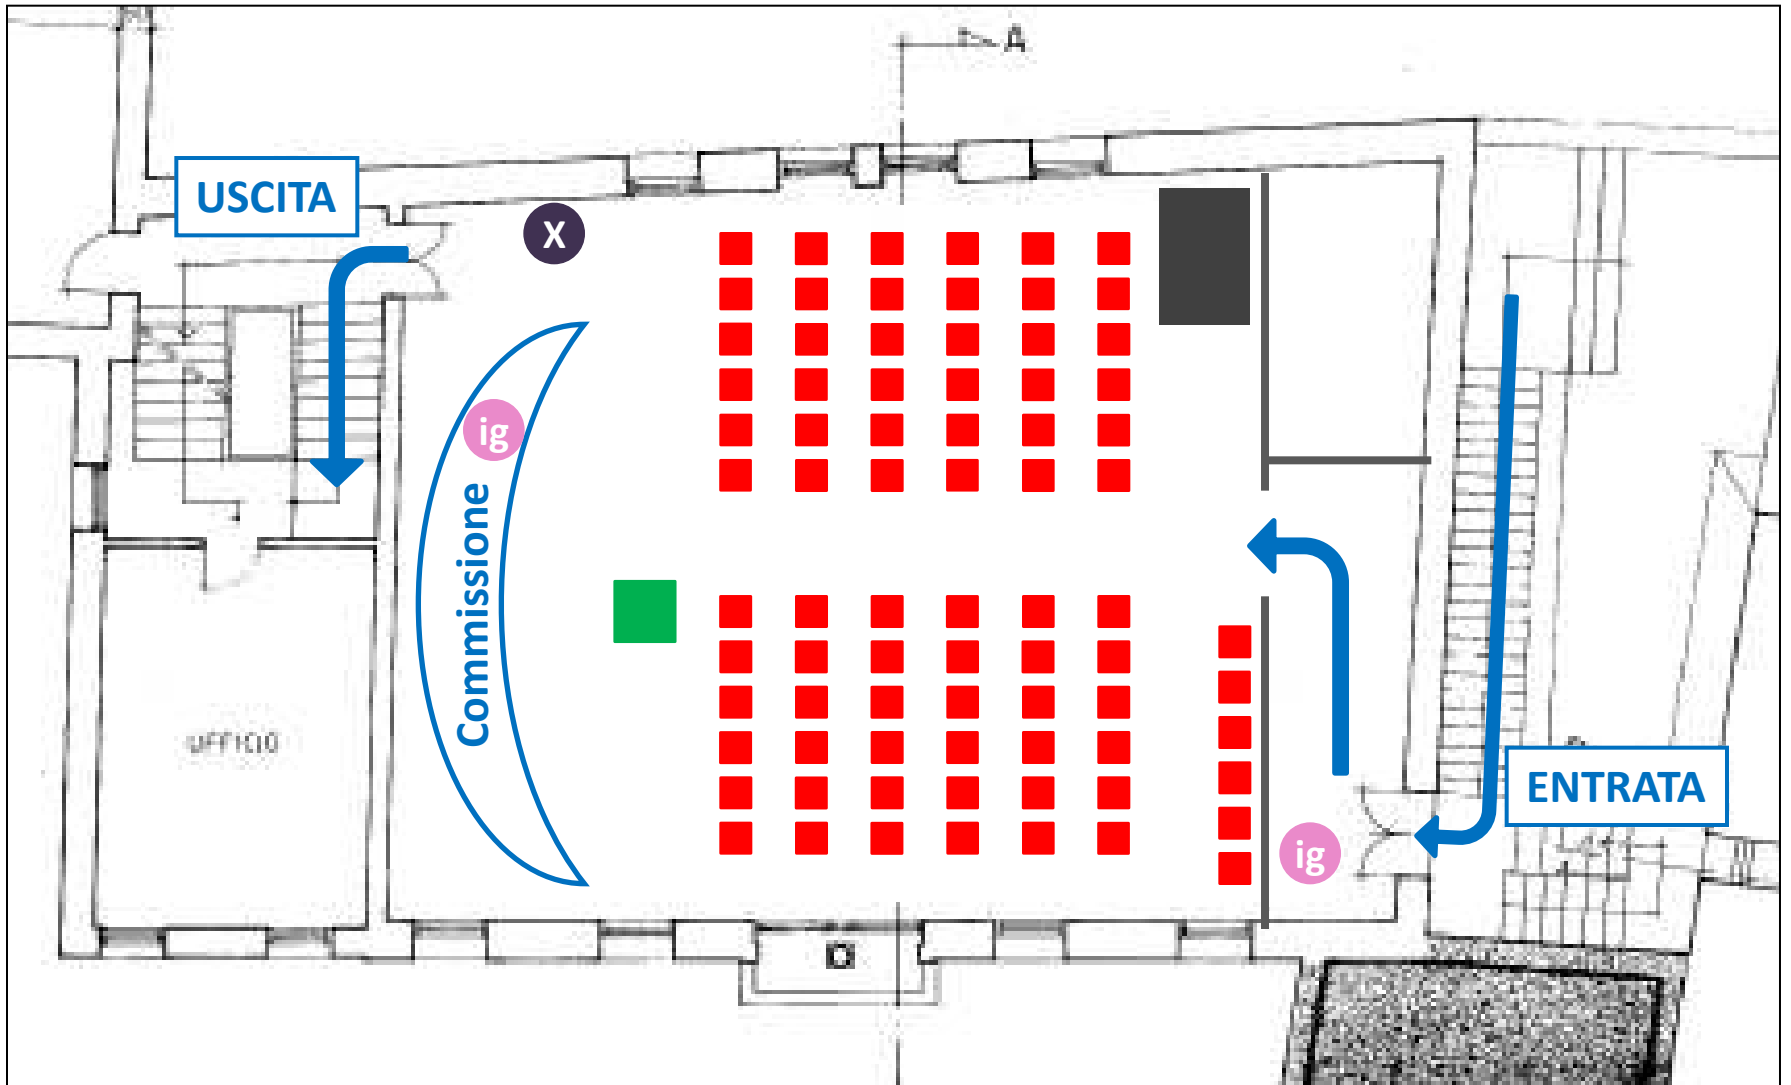 A
USCITA
X
ig
Commissione
UFFICIO
ENTRATA
ig